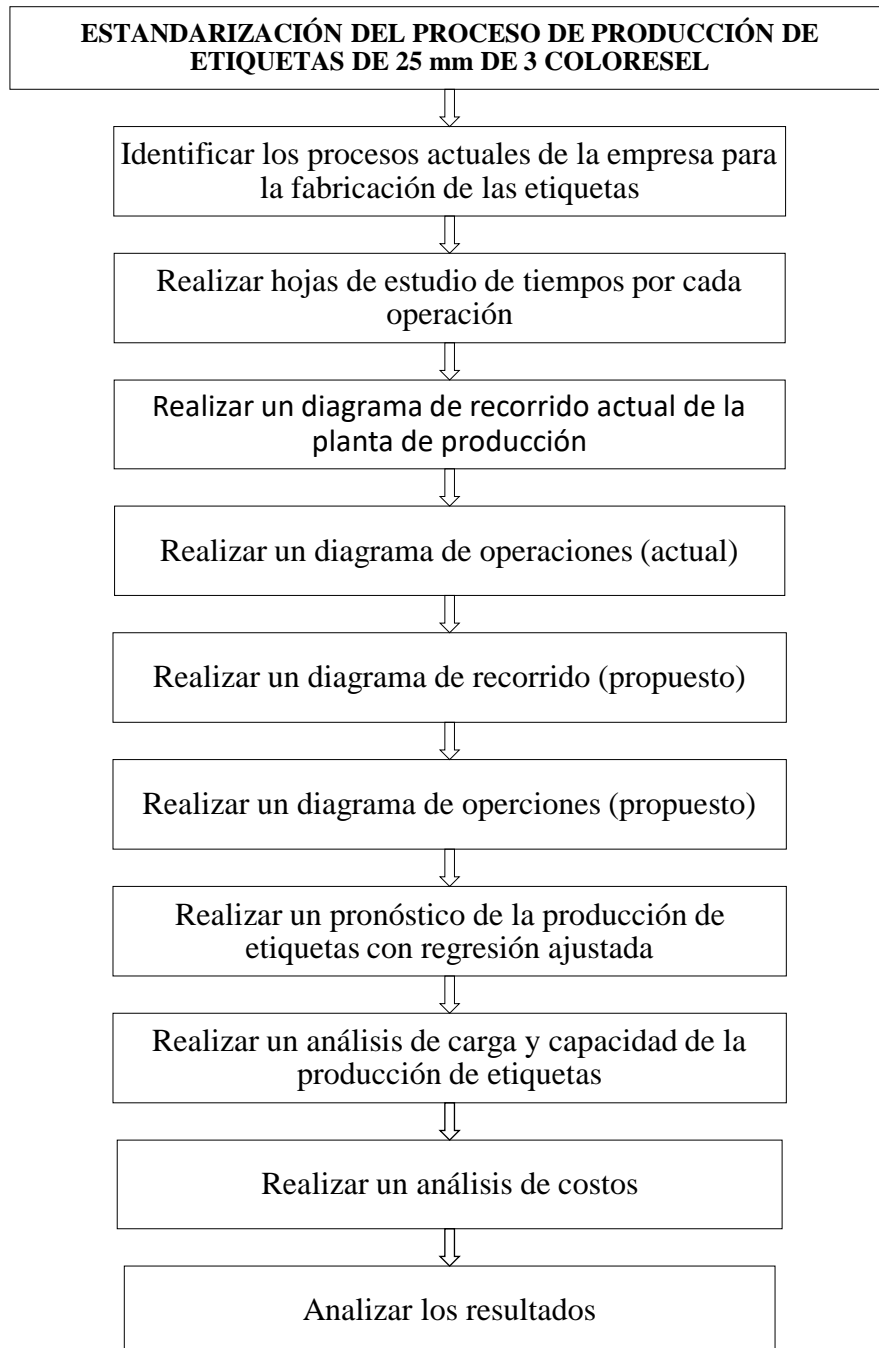 ESTANDARIZACIÓN DEL PROCESO DE PRODUCCIÓN DE
ETIQUETAS DE 25 mm DE 3 COLORESEL
Identificar los procesos actuales de la empresa para
la fabricación de las etiquetas
Realizar hojas de estudio de tiempos por cada
operación
Realizar un diagrama de recorrido actual de la
planta de producción
Realizar un diagrama de operaciones (actual)
Realizar un diagrama de recorrido (propuesto)
Realizar un diagrama de operciones (propuesto)
Realizar un pronóstico de la producción de
etiquetas con regresión ajustada
Realizar un análisis de carga y capacidad de la
producción de etiquetas
Realizar un análisis de costos
Analizar los resultados